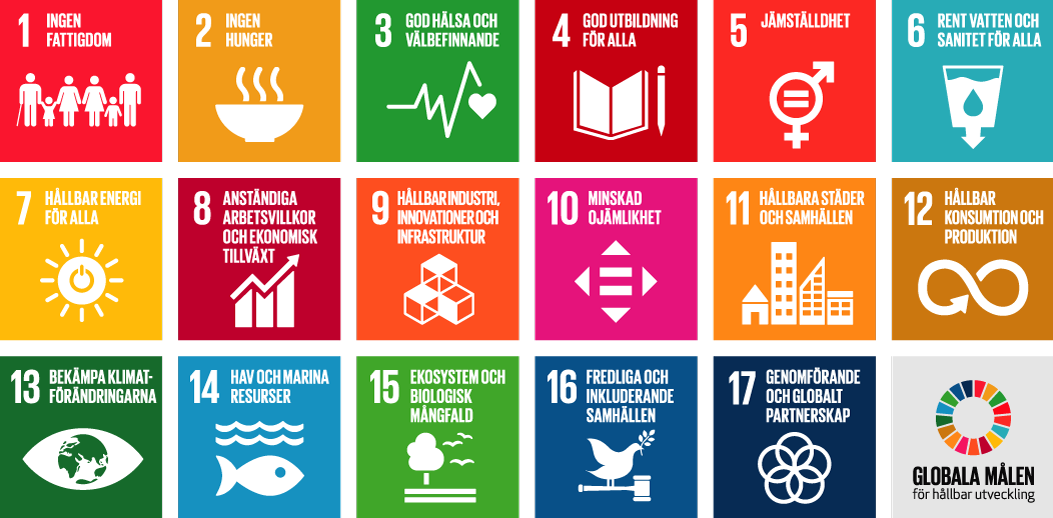 1 INGEN
FATTIGDOM
2 INGEN
HUNGER
3 GOD HÄLSA OCH
VÄLBEFINNANDE
4 GOD UTBILDNING
FÖR ALLA
5 JÄMSTÄLLDHET
6 RENT VATTEN OCH
SANITET FÖR ALLA
7 HÅLLBAR ENERGI
FÖR ALLA
8 ANSTÄNDIGA
ARBETSVILLKOR
OCH EKONOMISK
TILLVÄXT
9 HÅLLBAR INDUSTRI,
INNOVATIONER OCH
INFRASTRUKTUR
10 MINSKAD
OJÄMLIKHET
11 HÅLLBARA STÄDER
OCH SAMHÄLLEN
12 HÅLLBAR
KONSUMTION OCH
PRODUKTION
13 BEKÄMPA KLIMAT-
FÖRÄNDRINGARNA
14 HAV OCH MARINA
RESURSER
15 EKOSYSTEM OCH
BIOLOGISK
MÅNGFALD
16 FREDLIGA OCH
INKLUDERANDE
SAMHÄLLEN
17 GENOMFÖRANDE
OCH GLOBALT
PARTNERSKAP
GLOBALA MÅLEN
för hållbar utveckling